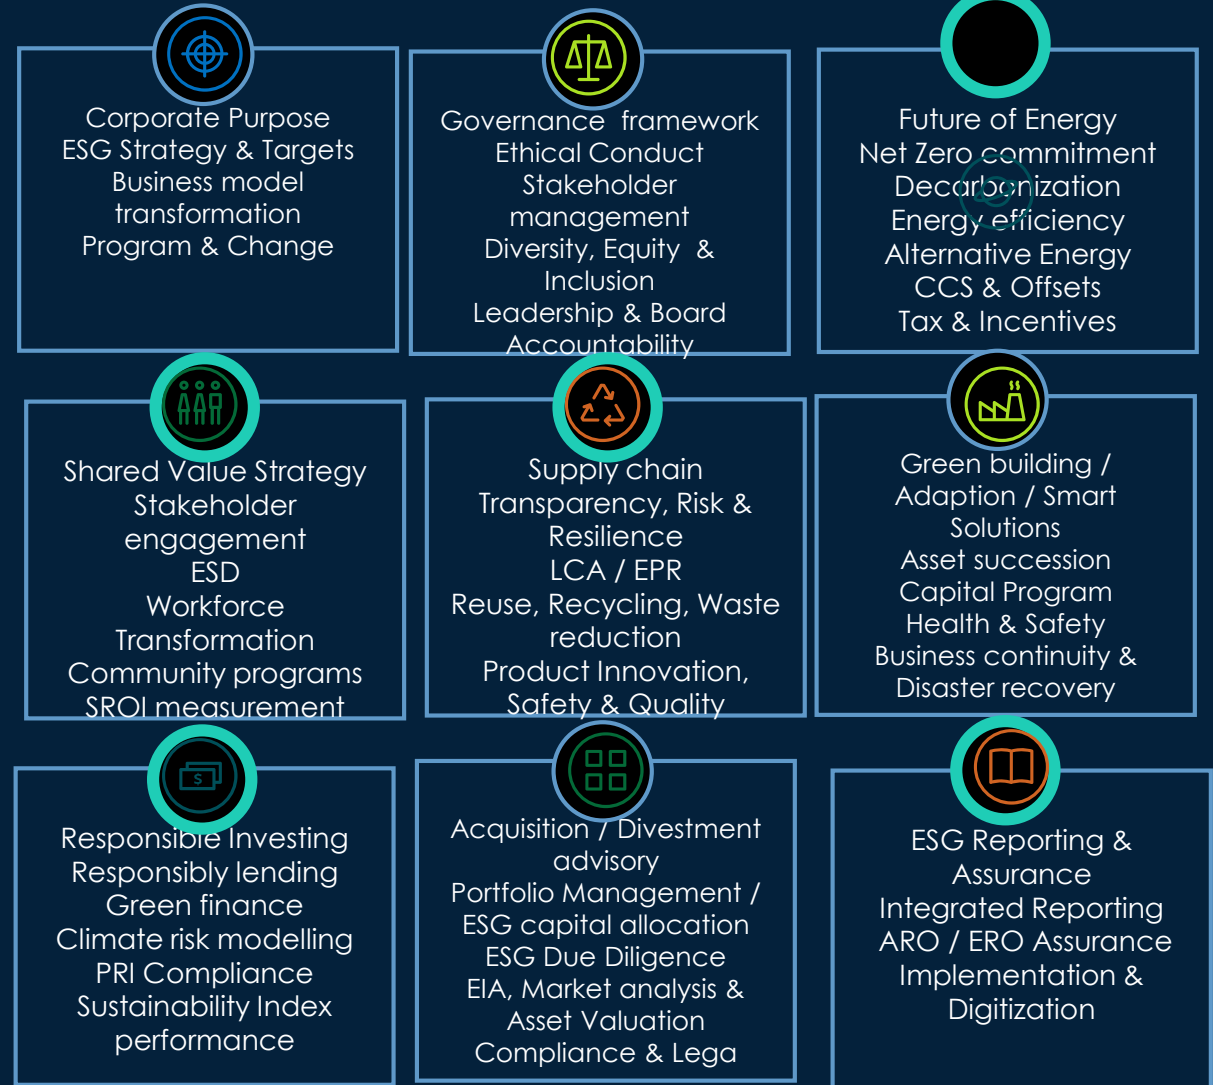 Corporate Purpose
ESG Strategy & Targets
Business model
transformation
Program & Change
Governance framework
Ethical Conduct
Stakeholder
management
Diversity, Equity &
Inclusion
Leadership & Board
Accountability
Future of Energy
Net Zero commitment
Decarbonization
Energy efficiency
Alternative Energy
CCS & Offsets
Tax & Incentives
Shared Value Strategy
Stakeholder
engagement
ESD
Workforce
Transformation
Community programs
SROI measurement
Supply chain
Transparency, Risk &
Resilience
LCA / EPR
Reuse, Recycling, Waste
reduction
Product Innovation,
Safety & Quality
Green building /
Adaption / Smart
Solutions
Asset succession
Capital Program
Health & Safety
Business continuity &
Disaster recovery
$
Responsible Investing
Responsibly lending
Green finance
Climate risk modelling
PRI Compliance
Sustainability Index
performance
Acquisition / Divestment
advisory
Portfolio Management /
ESG capital allocation
ESG Due Diligence
EIA, Market analysis &
Asset Valuation
Compliance & Lega
ESG Reporting &
Assurance
Integrated Reporting
ARO / ERO Assurance
Implementation &
Digitization